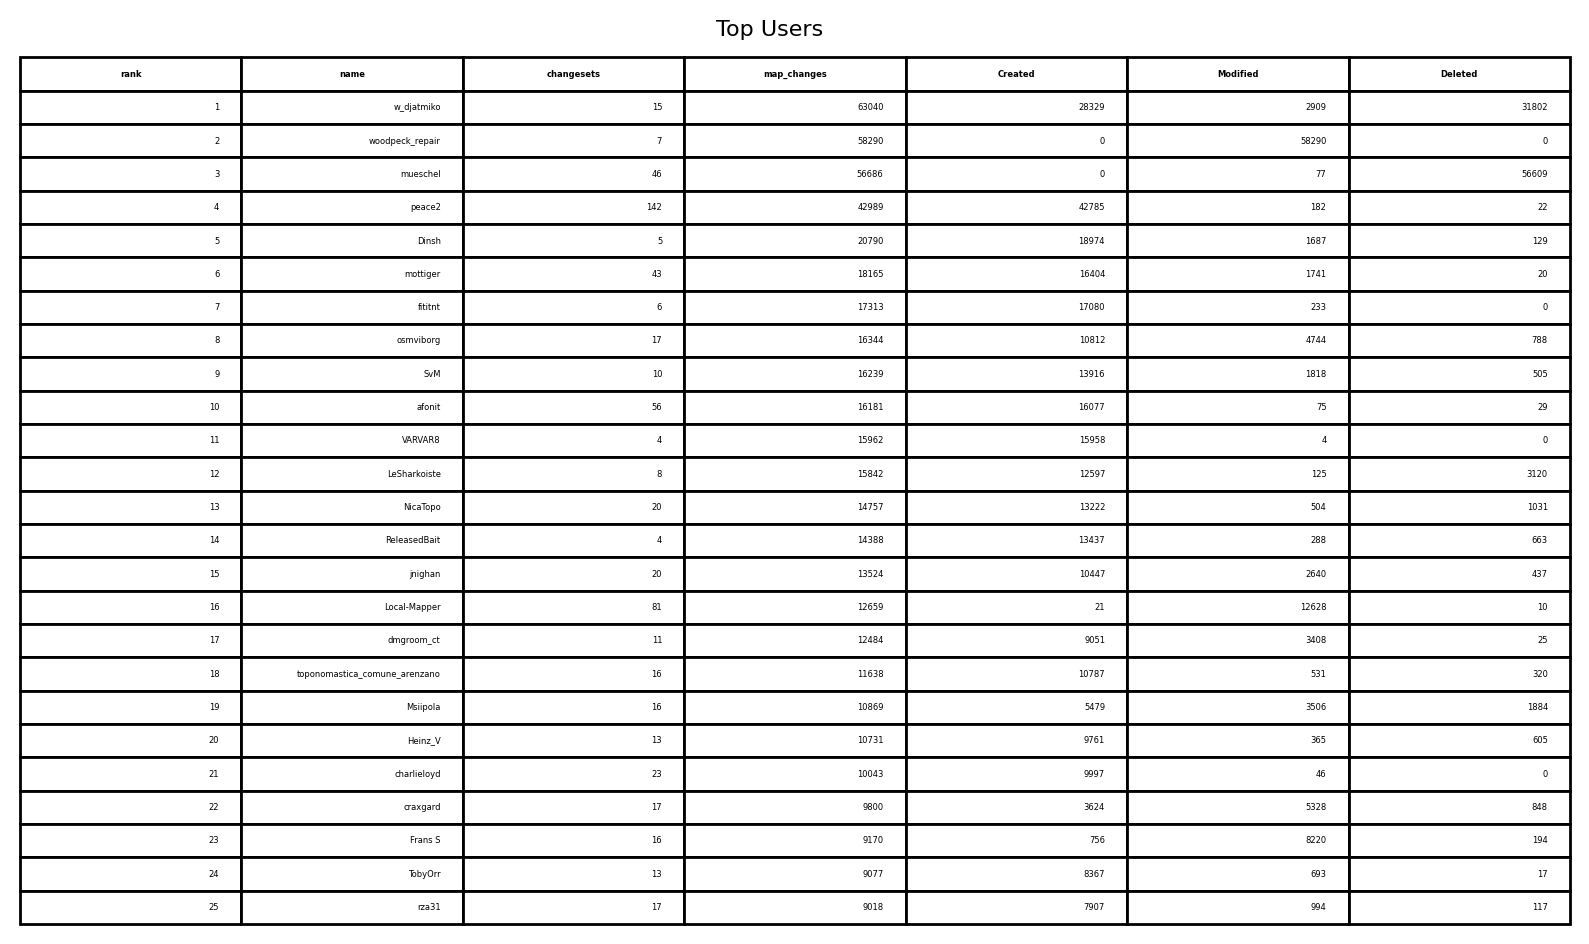 Top Users
rank name changesets map_changes Created Modified Deleted
1 w_djatmiko 15 63040 28329 2909 31802
2 woodpeck_repair 7 58290 0 58290 0
3 mueschel 46 56686 0 77 56609
4 peace2 142 42989 42785 182 22
5 Dinsh 5 20790 18974 1687 129
6 mottiger 43 18165 16404 1741 20
7 fititnt 6 17313 17080 233 0
8 osmviborg 17 16344 10812 4744 788
9 SvM 10 16239 13916 1818 505
10 afonit 56 16181 16077 75 29
11 VARVAR8 4 15962 15958 4 0
12 LeSharkoiste 8 15842 12597 125 3120
13 NicaTopo 20 14757 13222 504 1031
14 ReleasedBait 4 14388 13437 288 663
15 jnighan 20 13524 10447 2640 437
16 Local-Mapper 81 12659 21 12628 10
17 dmgroom_ct 11 12484 9051 3408 25
18 toponomastica_comune_arenzano 16 11638 10787 531 320
19 Msiipola 16 10869 5479 3506 1884
20 Heinz_V 13 10731 9761 365 605
21 charlieloyd 23 10043 9997 46 0
22 craxgard 17 9800 3624 5328 848
23 Frans S 16 9170 756 8220 194
24 TobyOrr 13 9077 8367 693 17
25 rza31 17 9018 7907 994 117